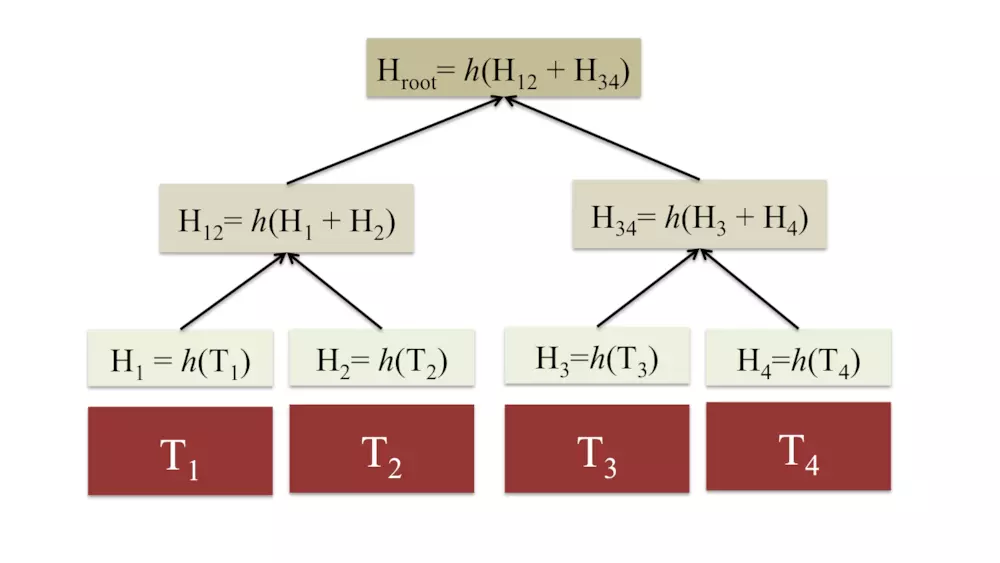 H_root= h(H_12 + H_34)
H_12= h(H_1 + H_2)
H_34= h(H_3 + H_4)
H_1 = h(T_1)
H_2= h(T_2)
H_3=h(T_3)
H_4=h(T_4)
T_1
T_2
T_3
T_4